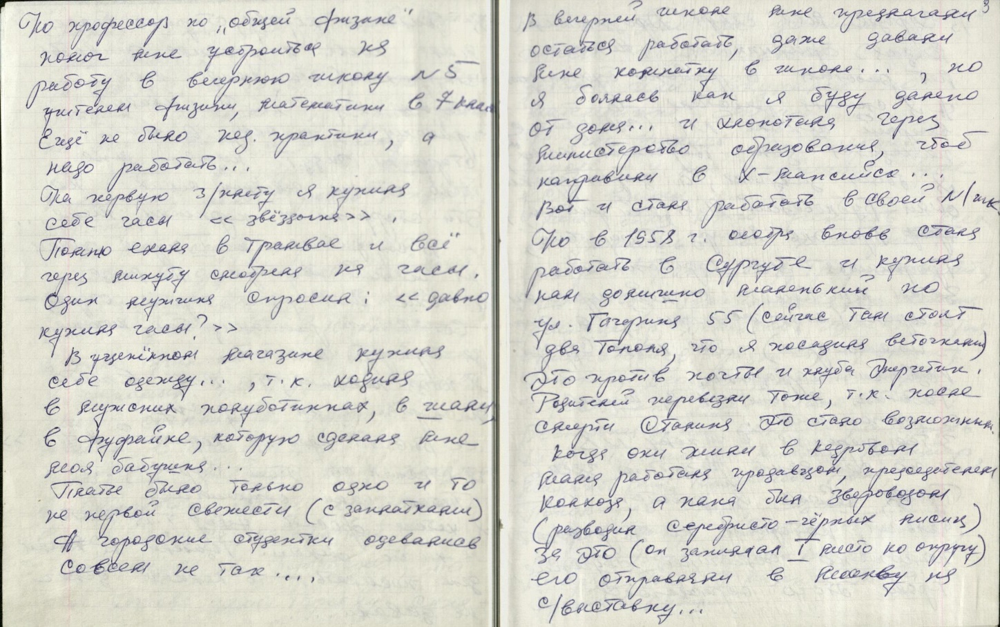 Но профессор по „общей физике"
помог мне устроиться на
работу в вечернюю школу N 5
учителем физики, математики в 7 клас
Ещё не было пед. практики, а
надо работать...
На первую з/плату я купила
себе часы << звёздочка>>.
Помню ехала в трамвае и всё
через минуту смотрела на часы.
Один мужчина спросил: << давно
купила часы?>>
В уценённом магазине купила
себе одежду..., т.к. ходила
в мужских полуботинках, в шали,
в фуфайке, которую сделала мне
моя бабушка...
Платье было только одно и то
не первой свежести (с заплатками)
А городские студентки одевались
совсем не так....
3
В вечерней школе мне предлагали
остаться работать, даже давали
мне комнатку в школе..., но
я боялась как я буду далеко
от дома... и хлопотала через
министерство образования, чтоб
направили в Х-Мансийск...
Вот и стала работать в своей N 1 шк.
Но в 1958 г. сестра вновь стала
работать в Сургуте и купила
нам домишко маленький по
ул. Гагарина 55 (сейчас там стоят
два тополя, что я посадила веточками)
Это против почты и клуба Энергетик.
Родителей перевезли тоже, т.к. после
смерти Сталина это стало возможным.
Когда они жили в Кедровом
мама работала продавцом, председателем
колхоза, а папа был звероводом
(разводил серебристо-чёрных лисиц)
За это (он занимал I место по округу)
его отправляли в Москву на
с/выставку...